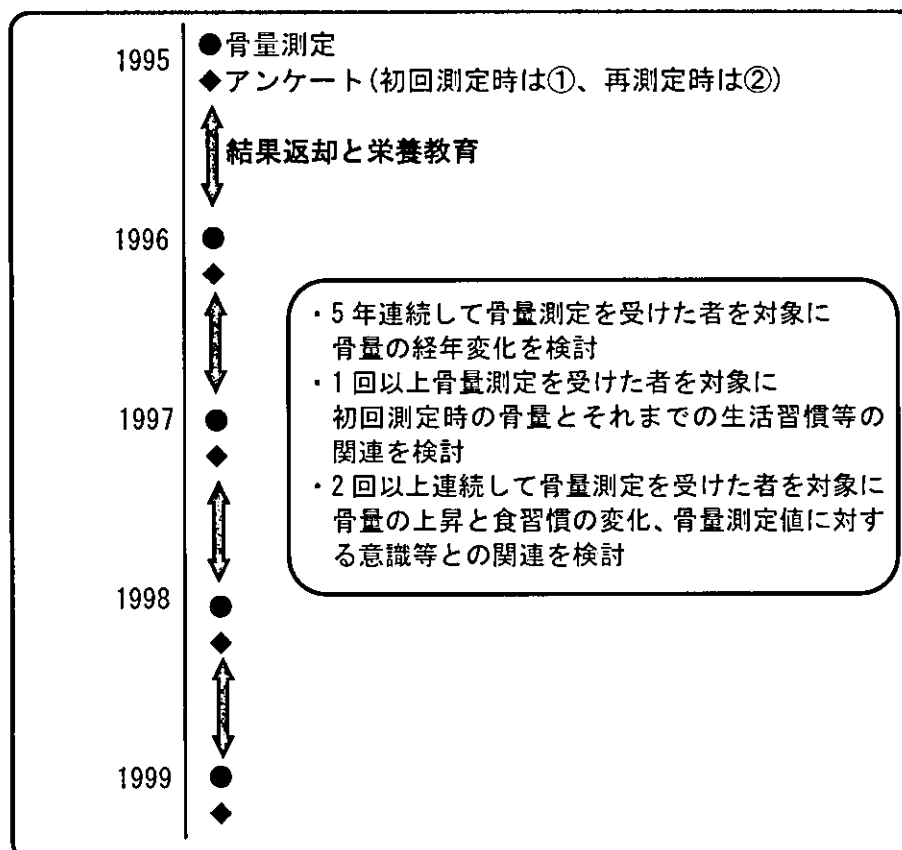 1995
●骨量測定
◆アンケート(初回測定時は①、再測定時は②)
結果返却と栄養教育
1996
・5年連続して骨量測定を受けた者を対象に
骨量の経年変化を検討
・1回以上骨量測定を受けた者を対象に
初回測定時の骨量とそれまでの生活習慣等の
関連を検討
・2回以上連続して骨量測定を受けた者を対象に
骨量の上昇と食習慣の変化、骨量測定値に対す
る意識等との関連を検討
1997
1998
1999